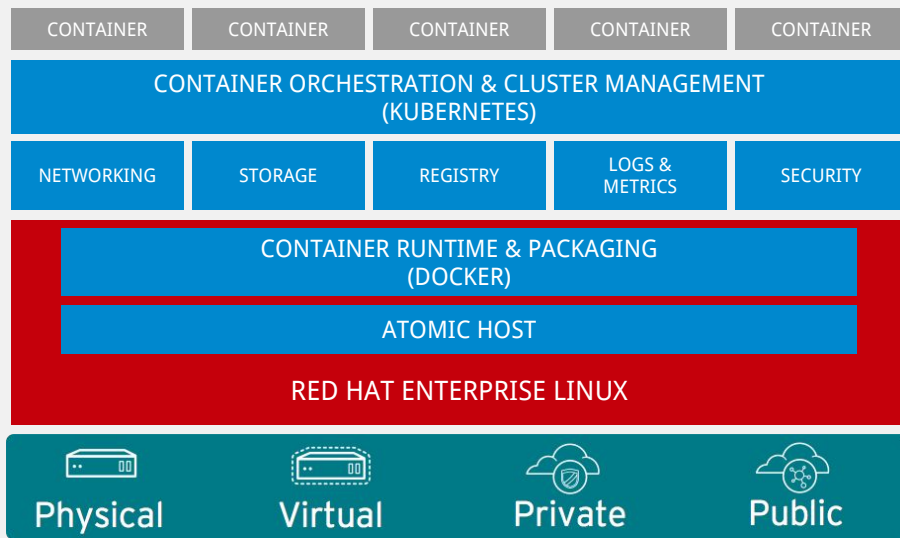 CONTAINER CONTAINER CONTAINER CONTAINER CONTAINER
CONTAINER ORCHESTRATION & CLUSTER MANAGEMENT
(KUBERNETES)
NETWORKING
STORAGE
REGISTRY
LOGS &
METRICS
SECURITY
CONTAINER RUNTIME & PACKAGING
(DOCKER)
ATOMIC HOST
RED HAT ENTERPRISE LINUX
Physical Virtual Private Public